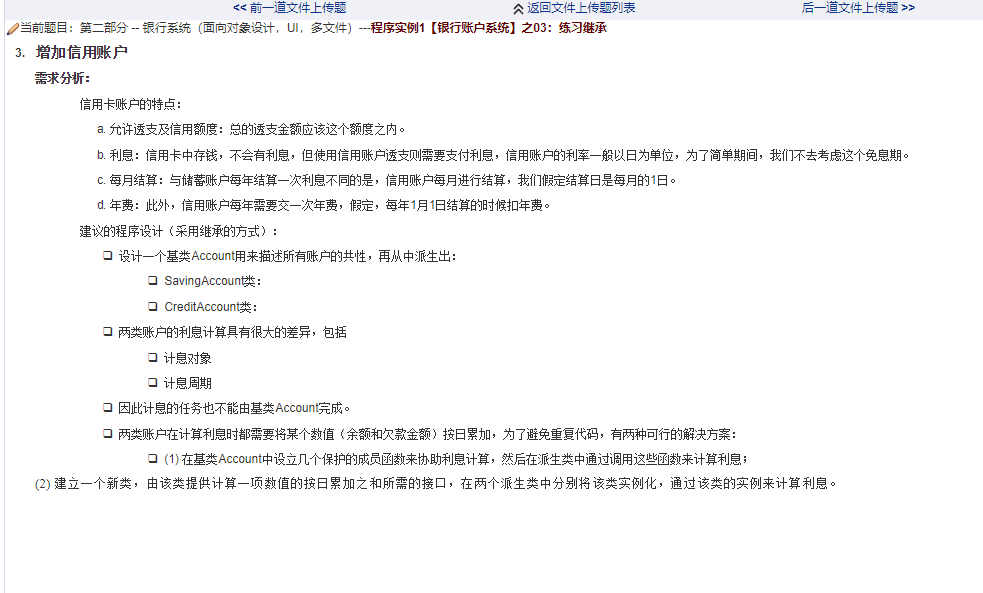 << 前一道文件上传题 返回文件上传题列表 后一道文件上传题 >>
当前题目：第二部分 -- 银行系统（面向对象设计，UI，多文件）---程序实例1【银行账户系统】之03：练习继承
3. 增加信用账户
需求分析：
信用卡账户的特点：
a. 允许透支及信用额度：总的透支金额应该这个额度之内。
b. 利息：信用卡中存钱，不会有利息，但使用信用账户透支则需要支付利息，信用账户的利率一般以日为单位，为了简单期间，我们不去考虑这个免息期。
c. 每月结算：与储蓄账户每年结算一次利息不同的是，信用账户每月进行结算，我们假定结算日是每月的1日。
d. 年费：此外，信用账户每年需要交一次年费，假定，每年1月1日结算的时候扣年费。
建议的程序设计（采用继承的方式）：
❑ 设计一个基类Account用来描述所有账户的共性，再从中派生出：
❑ SavingAccount类：
❑ CreditAccount类：
❑ 两类账户的利息计算具有很大的差异，包括
❑ 计息对象
❑ 计息周期
❑ 因此计息的任务也不能由基类Account完成。
❑ 两类账户在计算利息时都需要将某个数值（余额和欠款金额）按日累加，为了避免重复代码，有两种可行的解决方案：
❑ (1) 在基类Account中设立几个保护的成员函数来协助利息计算，然后在派生类中通过调用这些函数来计算利息；
(2) 建立一个新类，由该类提供计算一项数值的按日累加之和所需的接口，在两个派生类中分别将该类实例化，通过该类的实例来计算利息。